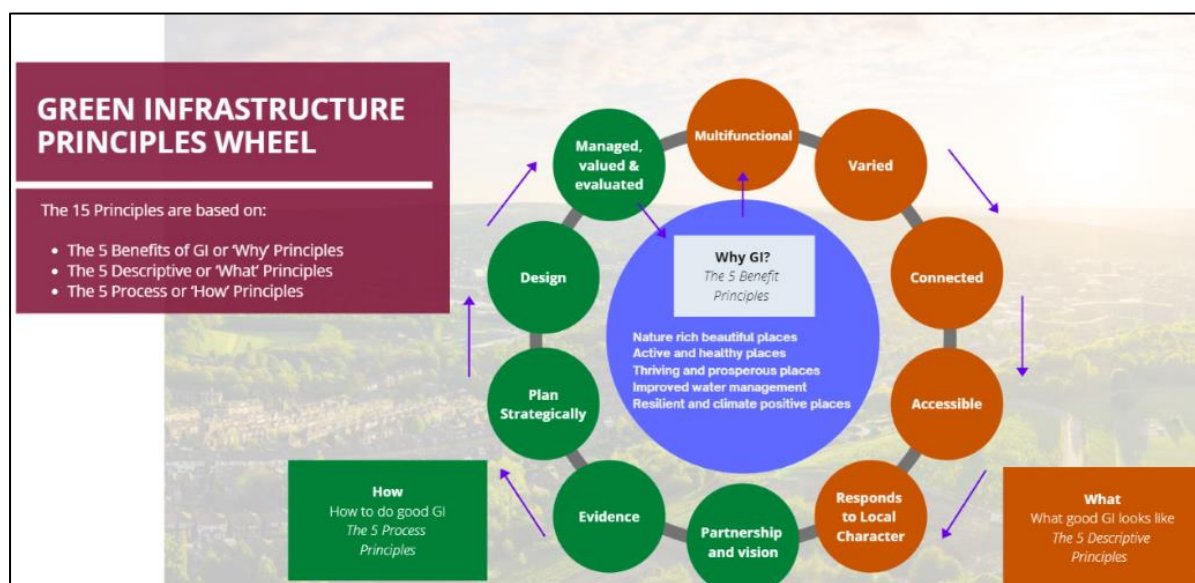 GREEN INFRASTRUCTURE
PRINCIPLES WHEEL
The 15 Principles are based on:
• The 5 Benefits of GI or ‘Why’ Principles
• The 5 Descriptive or ‘What’ Principles
• The 5 Process or ‘How’ Principles
Multifunctional
Varied
Connected
Accessible
Responds
to Local
Character
Partnership
and vision
Evidence
Plan
Strategically
Design
Managed,
valued &
evaluated
Why GI?
The 5 Benefit
Principles
Nature rich beautiful places
Active and healthy places
Thriving and prosperous places
Improved water management
Resilient and climate positive places
How
How to do good GI
The 5 Process
Principles
What
What good GI looks like
The 5 Descriptive
Principles